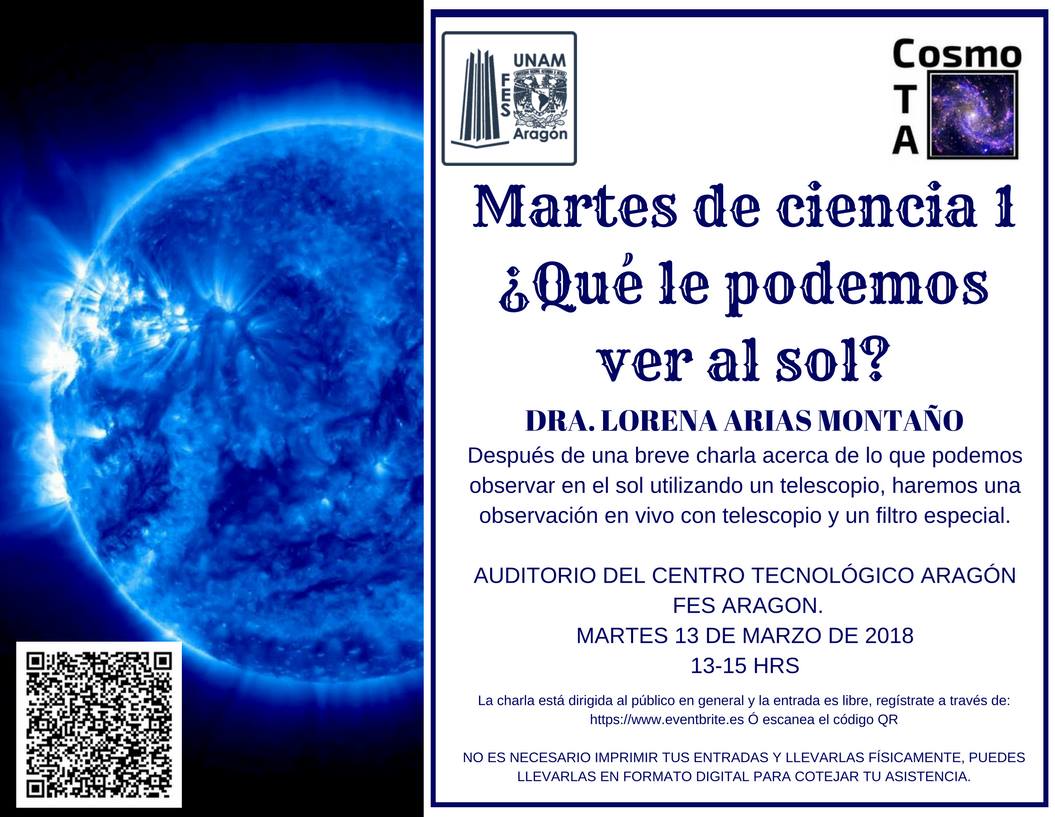 UNAM
FES
Aragón
Cosmo
T
A
Martes de ciencia 1
¿Qué le podemos
ver al sol?
DRA. LORENA ARIAS MONTAÑO
Después de una breve charla acerca de lo que podemos
observar en el sol utilizando un telescopio, haremos una
observación en vivo con telescopio y un filtro especial.
AUDITORIO DEL CENTRO TECNOLÓGICO ARAGÓN
FES ARAGON.
MARTES 13 DE MARZO DE 2018
13-15 HRS
La charla está dirigida al público en general y la entrada es libre, regístrate a través de:
https://www.eventbrite.es Ó escanea el código QR
NO ES NECESARIO IMPRIMIR TUS ENTRADAS Y LLEVARLAS FÍSICAMENTE, PUEDES
LLEVARLAS EN FORMATO DIGITAL PARA COTEJAR TU ASISTENCIA.